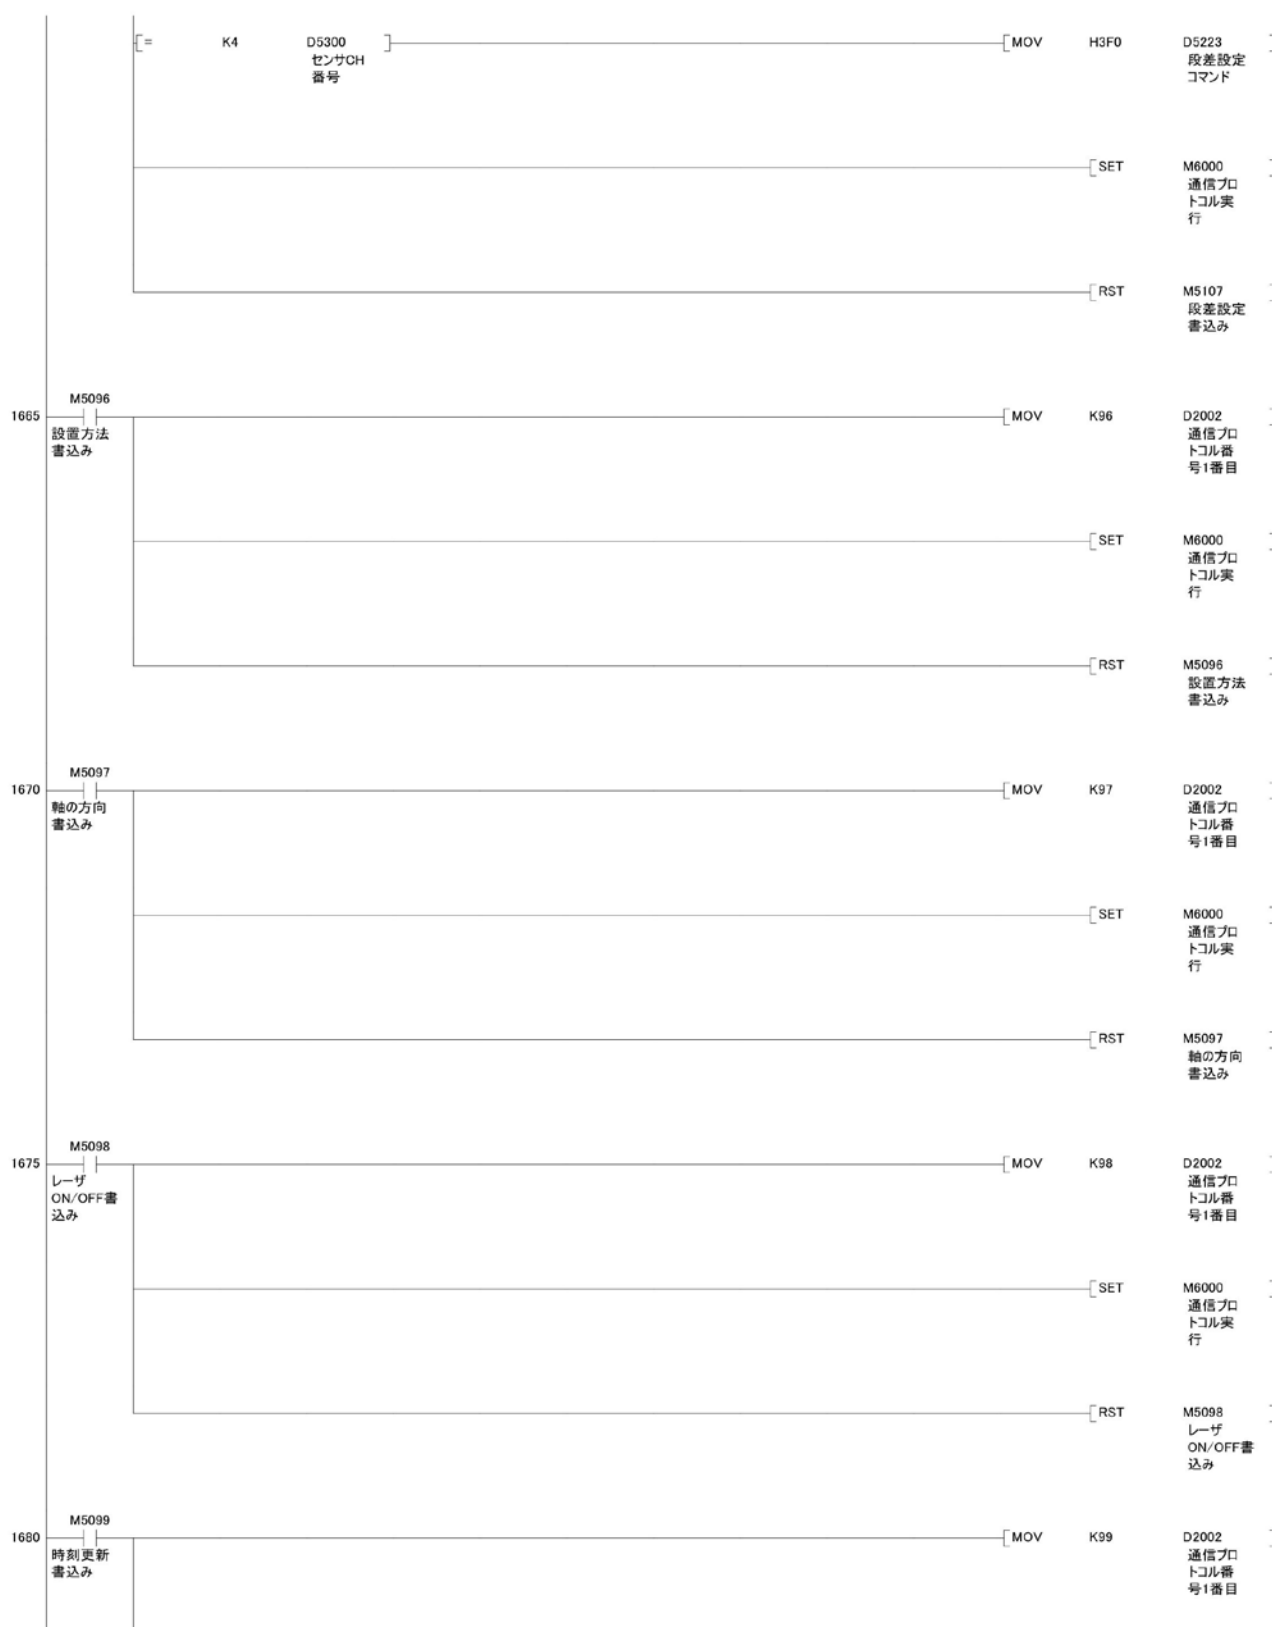 = K4 D5300 MOV H3F0 D5223
センサCH 段差設定
番号 コマンド
SET M6000
通信プロ
トコル実
行
RST M5107
段差設定
書込み
M5096
1665 MOV K96 D2002
設置方法 通信プロ
書込み トコル番
号1番目
SET M6000
通信プロ
トコル実
行
RST M5096
設置方法
書込み
M5097
1670 MOV K97 D2002
軸の方向 通信プロ
書込み トコル番
号1番目
SET M6000
通信プロ
トコル実
行
RST M5097
軸の方向
書込み
M5098
1675 MOV K98 D2002
レーザ 通信プロ
ON/OFF書 トコル番
込み 号1番目
SET M6000
通信プロ
トコル実
行
RST M5098
レーザ
ON/OFF書
込み
M5099
1680 MOV K99 D2002
時刻更新 通信プロ
書込み トコル番
号1番目